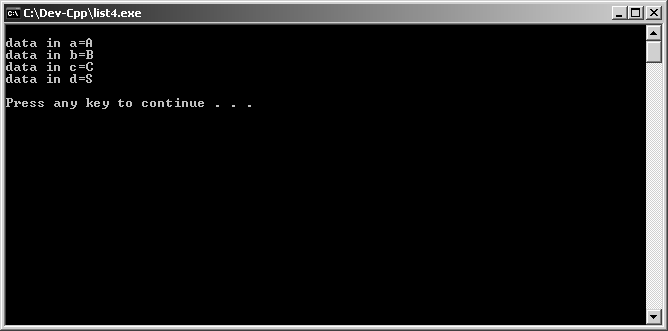 C:\Dev-Cpp\list4.exe
data in a=A
data in b=B
data in c=C
data in d=S
Press any key to continue . . .